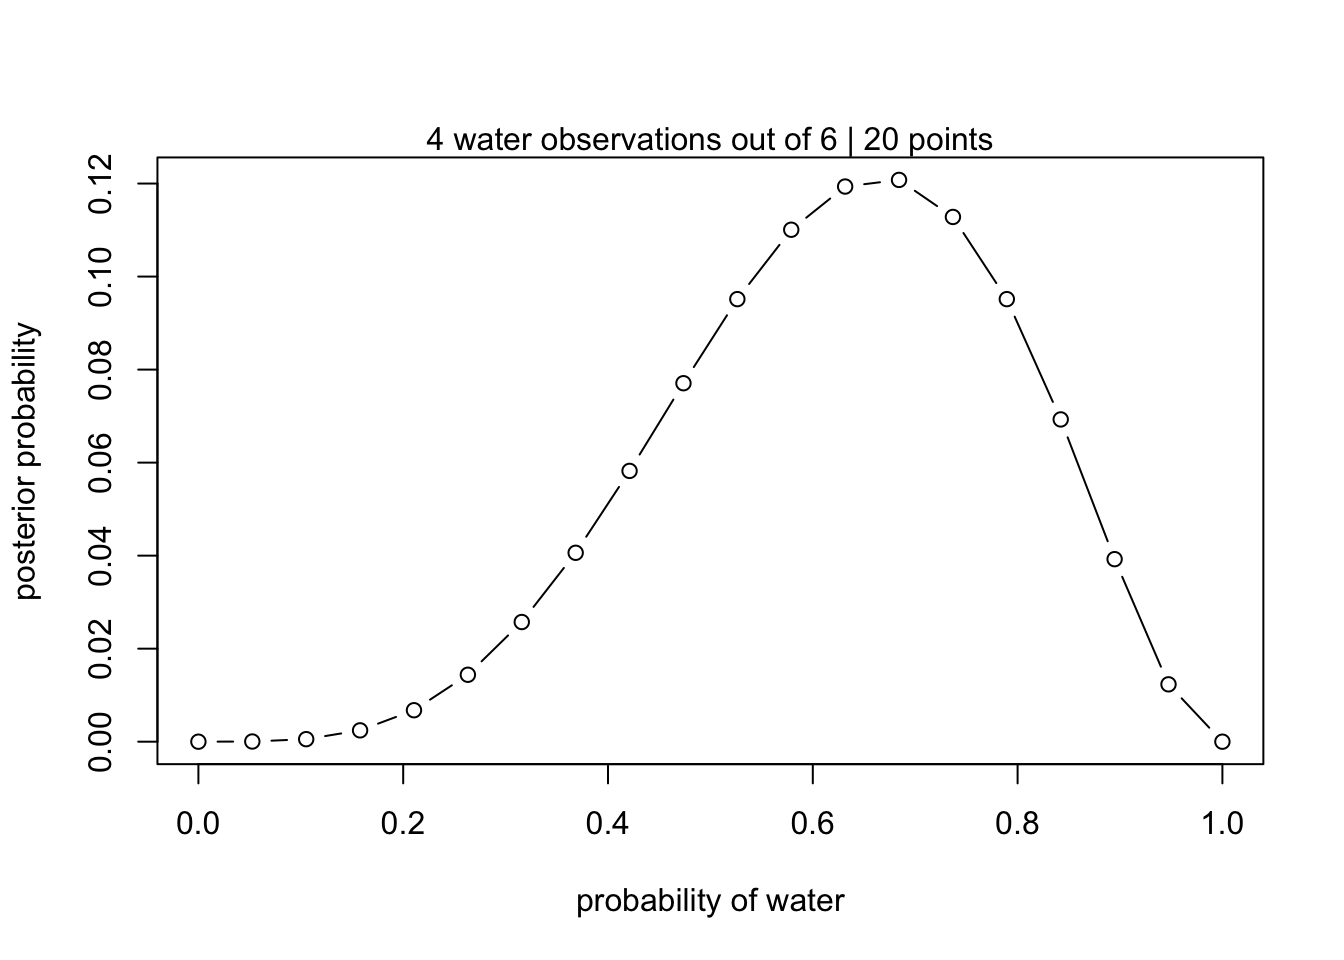 4 water observations out of 6 | 20 points
posterior probability
0.12
0.10
0.08
0.06
0.04
0.02
0.00
0.0 0.2 0.4 0.6 0.8 1.0
probability of water